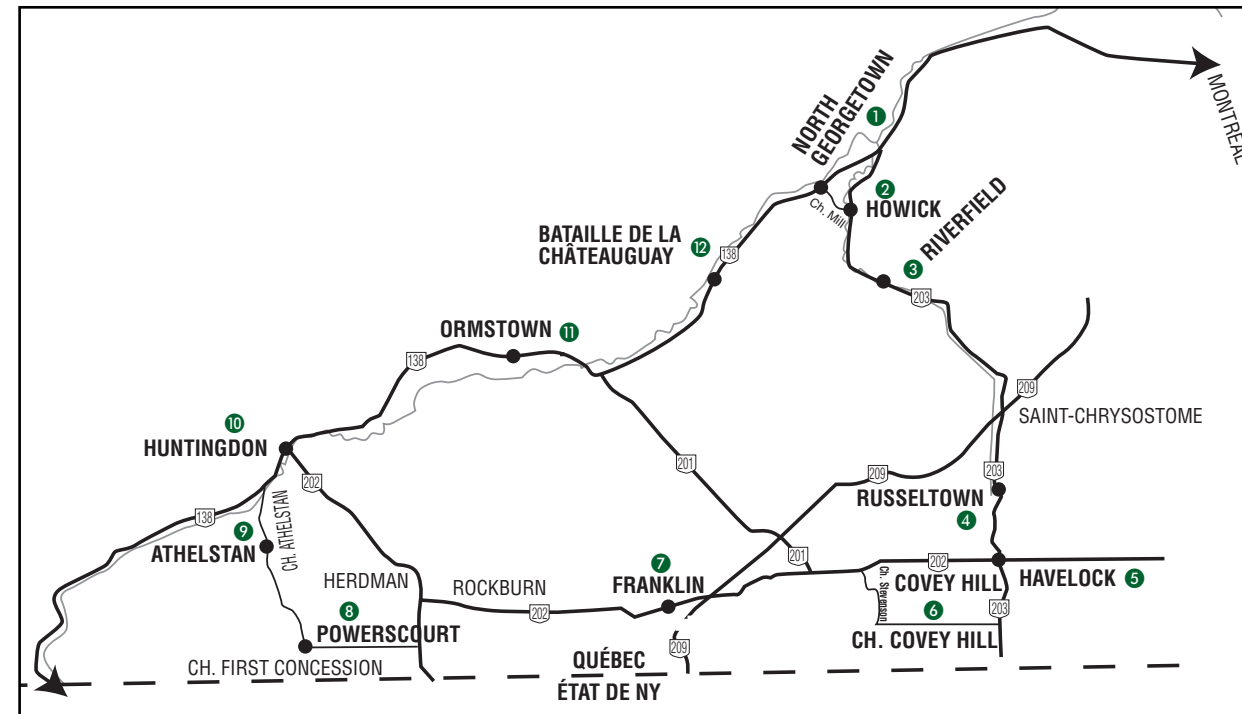 MONTRÉAL
NORTH
GEORGETOWN
1
2
HOWICK
Ch. Mill
RIVERFIELD
3
203
BATAILLE DE LA
CHÂTEAUGUAY
12
138
ORMSTOWN
11
138
209
SAINT-CHRYSOSTOME
10
HUNTINGDON
202
201
209
203
RUSSELTOWN
4
138
9
ATHELSTAN
CH. ATHELSTAN
HERDMAN
ROCKBURN
202
7
FRANKLIN
201
202
COVEY HILL
HAVELOCK
5
Ch. Stevenson
6
203
CH. COVEY HILL
8
POWERSCOURT
CH. FIRST CONCESSION
209
QUÉBEC
ÉTAT DE NY